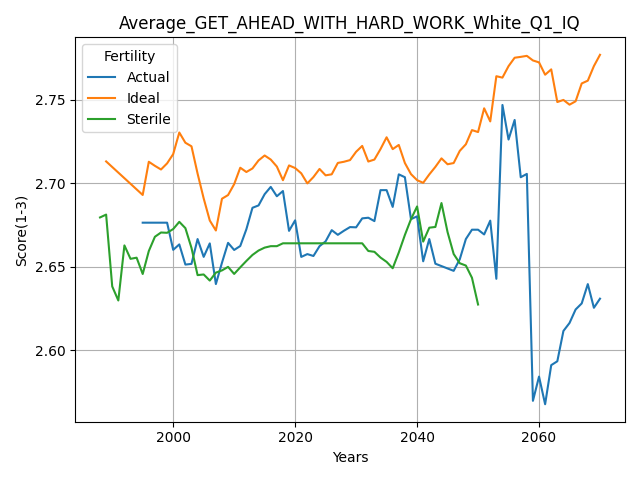 Average_GET_AHEAD_WITH_HARD_WORK_White_Q1_IQ
Fertility
Actual
Ideal
Sterile
Score(1-3)
2.75
2.70
2.65
2.60
2000
2020
2040
2060
Years